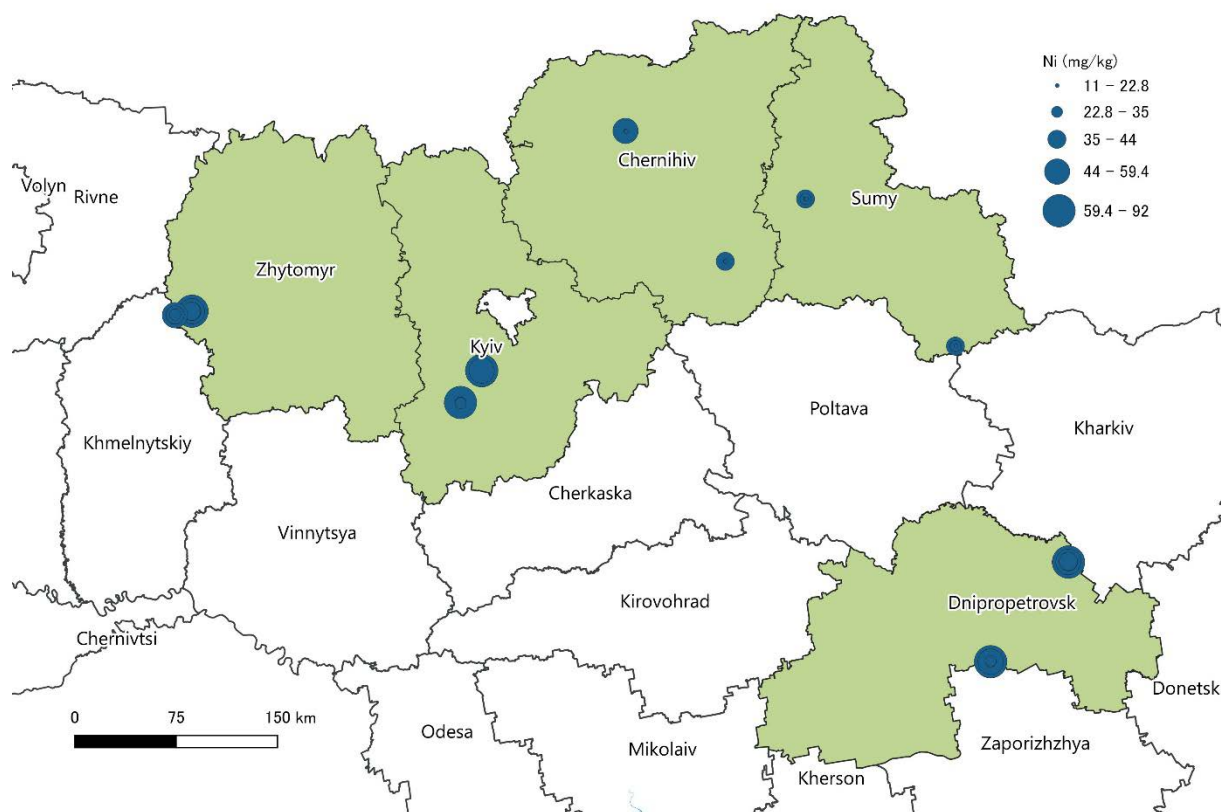 Ni (mg/kg)
11 – 22.8
22.8 – 35
35 – 44
44 – 59.4
59.4 – 92
Chernihiv
Volyn
Rivne
Sumy
Zhytomyr
Kyiv
Poltava
Khmelnytskiy
Kharkiv
Cherkaska
Vinnytsya
Kirovohrad
Dnipropetrovsk
Chernivtsi
Donetsk
0 75 150 km
Odesa
Mikolaiv
Zaporizhzhya
Kherson